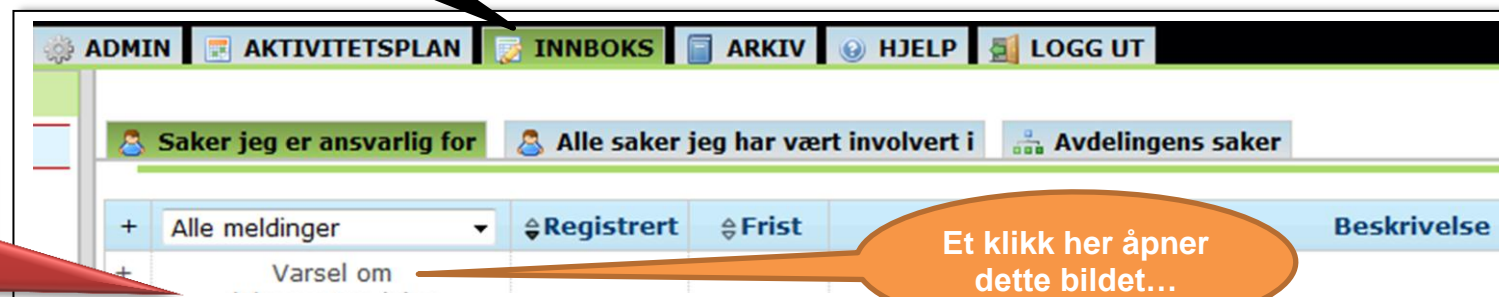 ADMIN AKTIVITETSPLAN INNBOKS ARKIV HJELP LOGG UT
Saker jeg er ansvarlig for Alle saker jeg har vært involvert i Avdelingens saker
+ Alle meldinger Registrert Frist Beskrivelse
+ Varsel om
Et klikk her åpner
dette bildet…